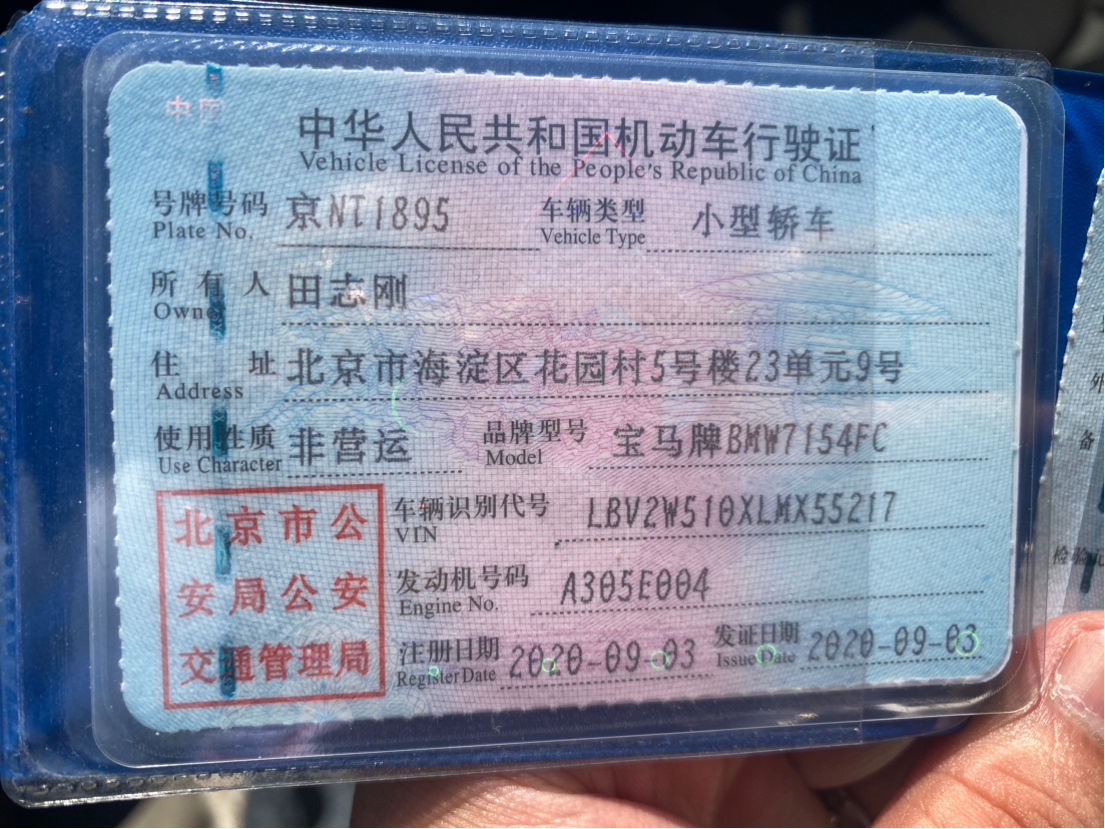 中国
中华人民共和国机动车行驶证
Vehicle License of the People's Republic of China
号牌号码 京NT1895 车辆类型 小型轿车
Plate No. Vehicle Type
所有人 田志刚
Owner
住址 北京市海淀区花园村5号楼23单元9号
Address
使用性质 非营运 品牌型号 宝马牌BMW7154FC
Use Character Model
北京市公
安局公安
交通管理局
车辆识别代号 LBV2W510XLMX55217
VIN
发动机号码 A305E004
Engine No.
注册日期 2020-09-03 发证日期 2020-09-03
Register Date Issue Date
外
备
检验记